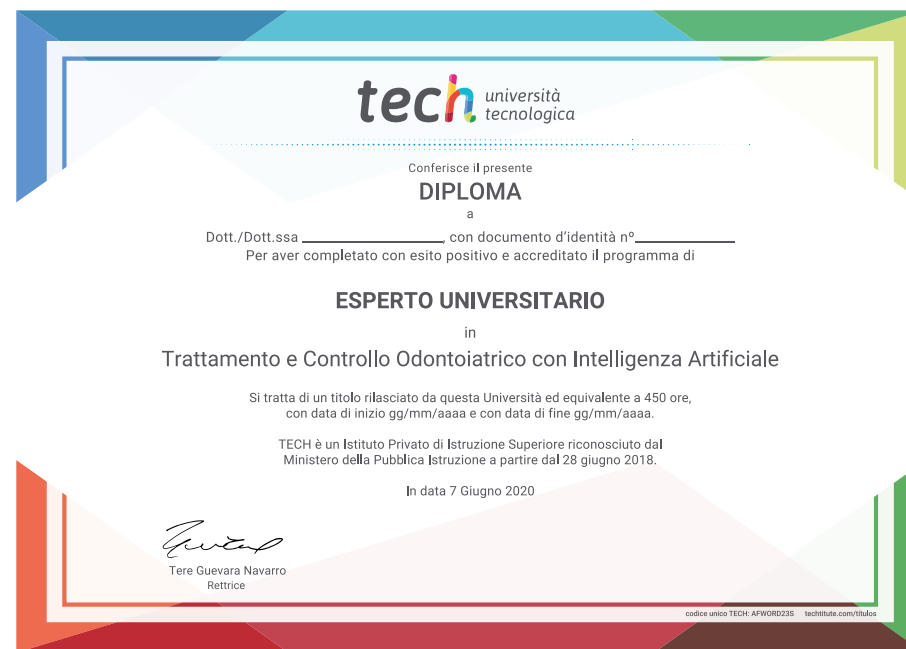 tech università
tecnologica
Conferisce il presente
DIPLOMA
a
Dott./Dott.ssa ____________________, con documento d'identità nº______________
Per aver completato con esito positivo e accreditato il programma di
ESPERTO UNIVERSITARIO
in
Trattamento e Controllo Odontoiatrico con Intelligenza Artificiale
Si tratta di un titolo rilasciato da questa Università ed equivalente a 450 ore,
con data di inizio gg/mm/aaaa e con data di fine gg/mm/aaaa.
TECH è un Istituto Privato di Istruzione Superiore riconosciuto dal
Ministero della Pubblica Istruzione a partire dal 28 giugno 2018.
In data 7 Giugno 2020
Tere Guevara Navarro
Rettrice
codice unico TECH: AFWORD23S techtitute.com/titulos